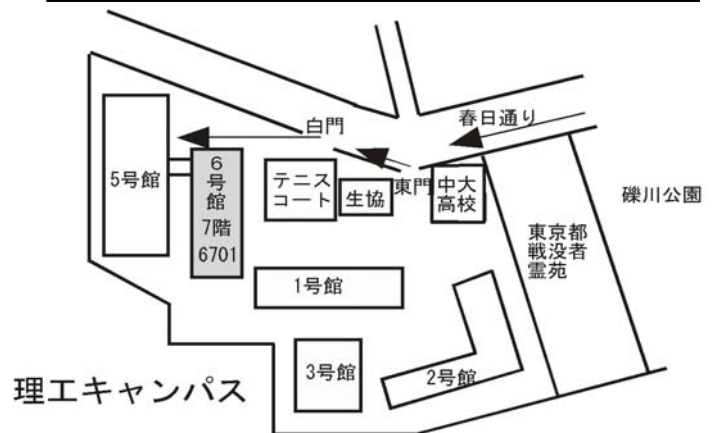 春日通り
白門
東門
5号館
6
号
館
7階
6701
テニス
コート
生協
中大
高校
礫川公園
東京都
戦没者
霊苑
1号館
3号館
2号館
理工キャンパス